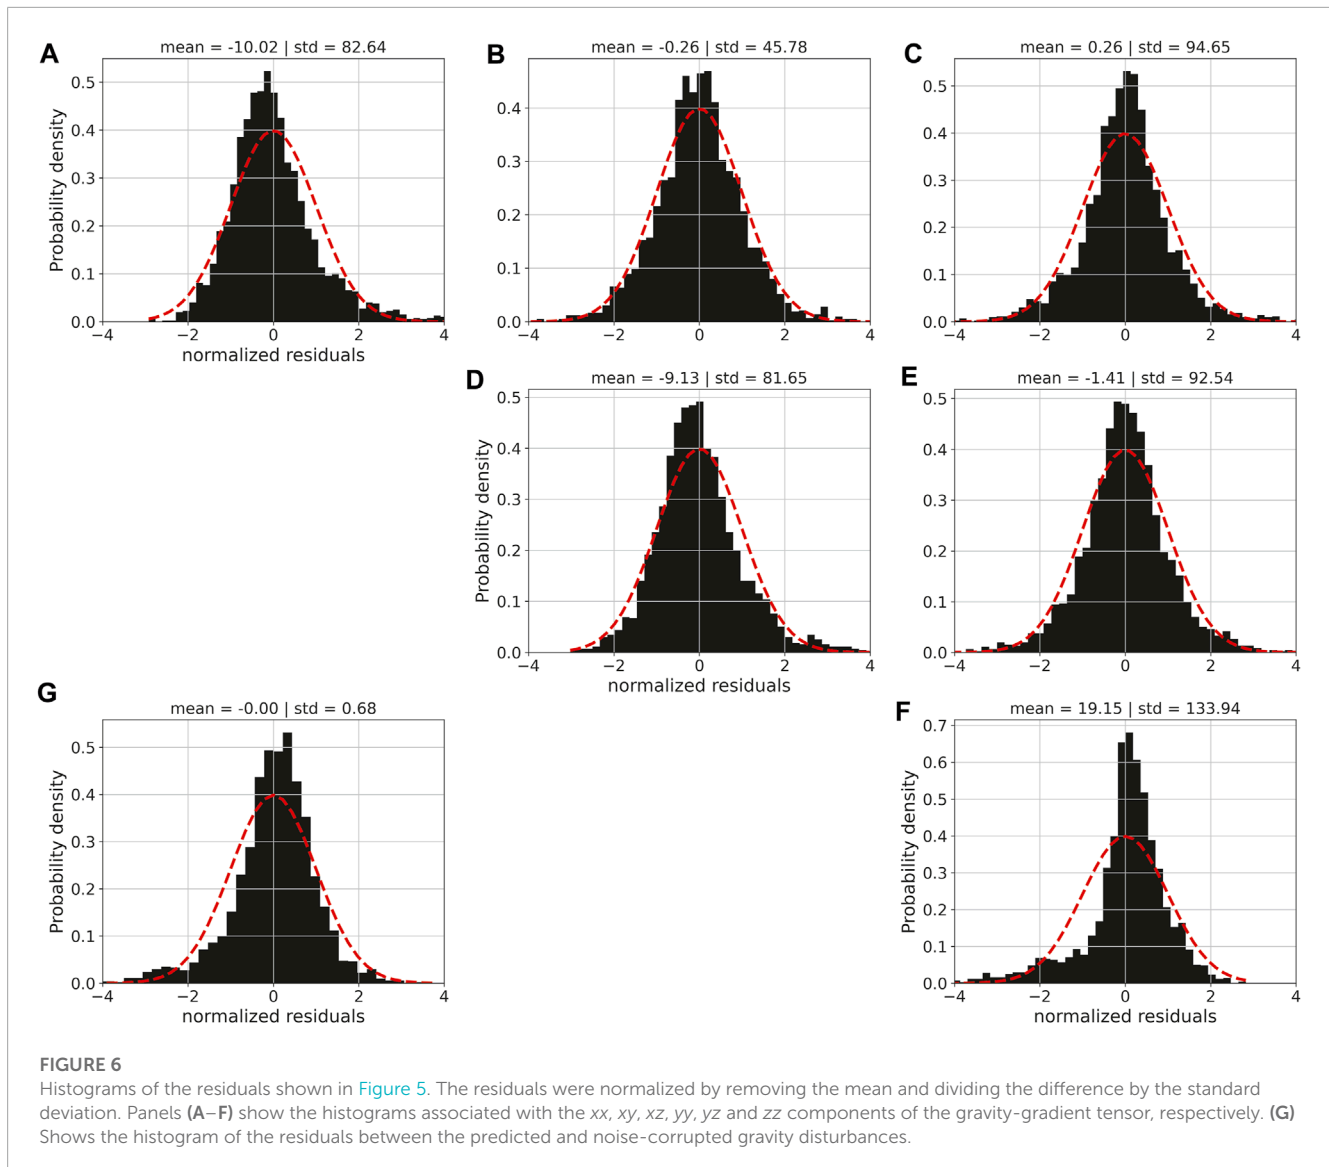 A
mean = -10.02 | std = 82.64
Probability density
0.5
0.4
0.3
0.2
0.1
0.0
−4 −2 0 2 4
normalized residuals
B
mean = -0.26 | std = 45.78
0.4
0.3
0.2
0.1
0.0
−4 −2 0 2 4
C
mean = 0.26 | std = 94.65
0.5
0.4
0.3
0.2
0.1
0.0
−4 −2 0 2 4
D
mean = -9.13 | std = 81.65
Probability density
0.5
0.4
0.3
0.2
0.1
0.0
−4 −2 0 2 4
normalized residuals
E
mean = -1.41 | std = 92.54
0.5
0.4
0.3
0.2
0.1
0.0
−4 −2 0 2 4
G
mean = -0.00 | std = 0.68
Probability density
0.5
0.4
0.3
0.2
0.1
0.0
−4 −2 0 2 4
normalized residuals
F
mean = 19.15 | std = 133.94
Probability density
0.7
0.6
0.5
0.4
0.3
0.2
0.1
0.0
−4 −2 0 2 4
normalized residuals
FIGURE 6
Histograms of the residuals shown in Figure 5. The residuals were normalized by removing the mean and dividing the difference by the standard
deviation. Panels (A–F) show the histograms associated with the xx, xy, xz, yy, yz and zz components of the gravity-gradient tensor, respectively. (G)
Shows the histogram of the residuals between the predicted and noise-corrupted gravity disturbances.